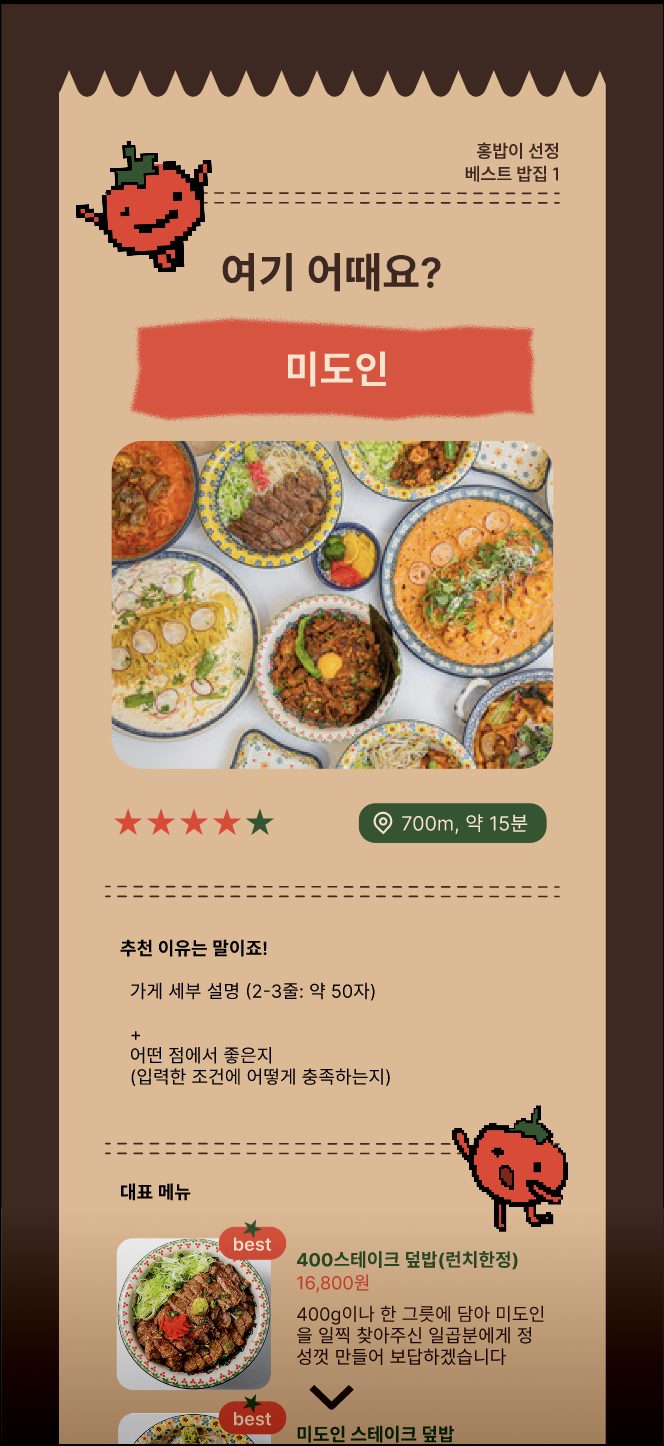 홍밥이 선정
베스트 밥집 1
여기 어때요?
미도인
700m, 약 15분
추천 이유는 말이죠!
가게 세부 설명 (2-3줄: 약 50자)
+
어떤 점에서 좋은지
(입력한 조건에 어떻게 충족하는지)
대표 메뉴
best
400스테이크 덮밥(런치한정)
16,800원
400g이나 한 그릇에 담아 미도인
을 일찍 찾아주신 일곱분에게 정
성껏 만들어 보답하겠습니다
best
미도인 스테이크 덮밥